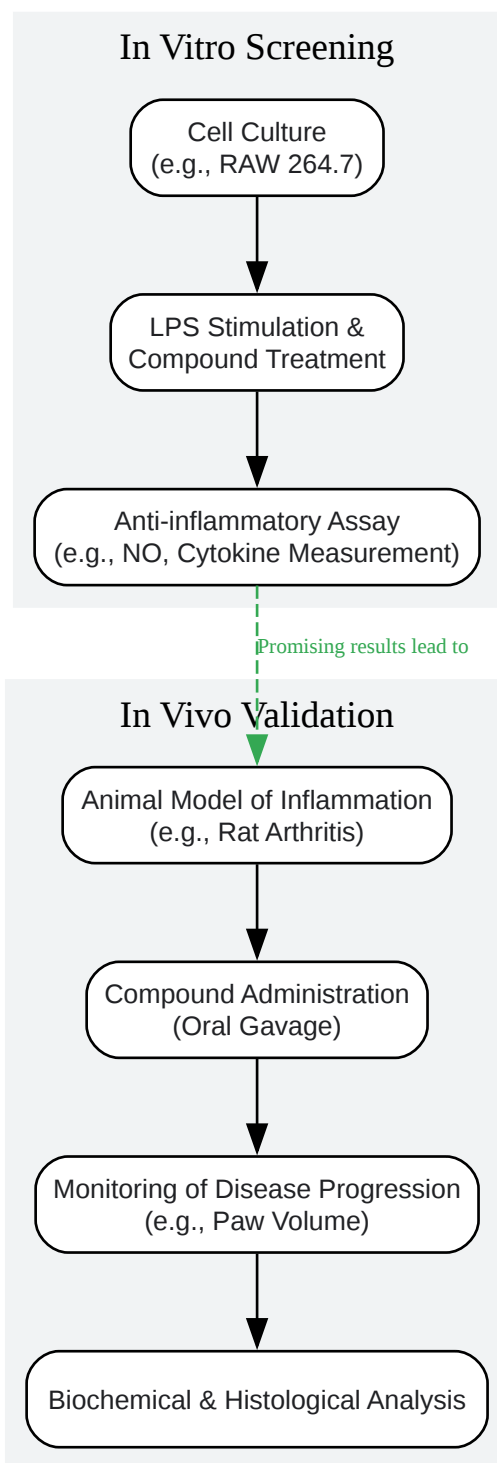 In Vitro Screening
Cell Culture
(e.g., RAW 264.7)
LPS Stimulation &
Compound Treatment
Anti-inflammatory Assay
(e.g., NO, Cytokine Measurement)
Promising results lead to
In Vivo Validation
Animal Model of Inflammation
(e.g., Rat Arthritis)
Compound Administration
(Oral Gavage)
Monitoring of Disease Progression
(e.g., Paw Volume)
Biochemical & Histological Analysis